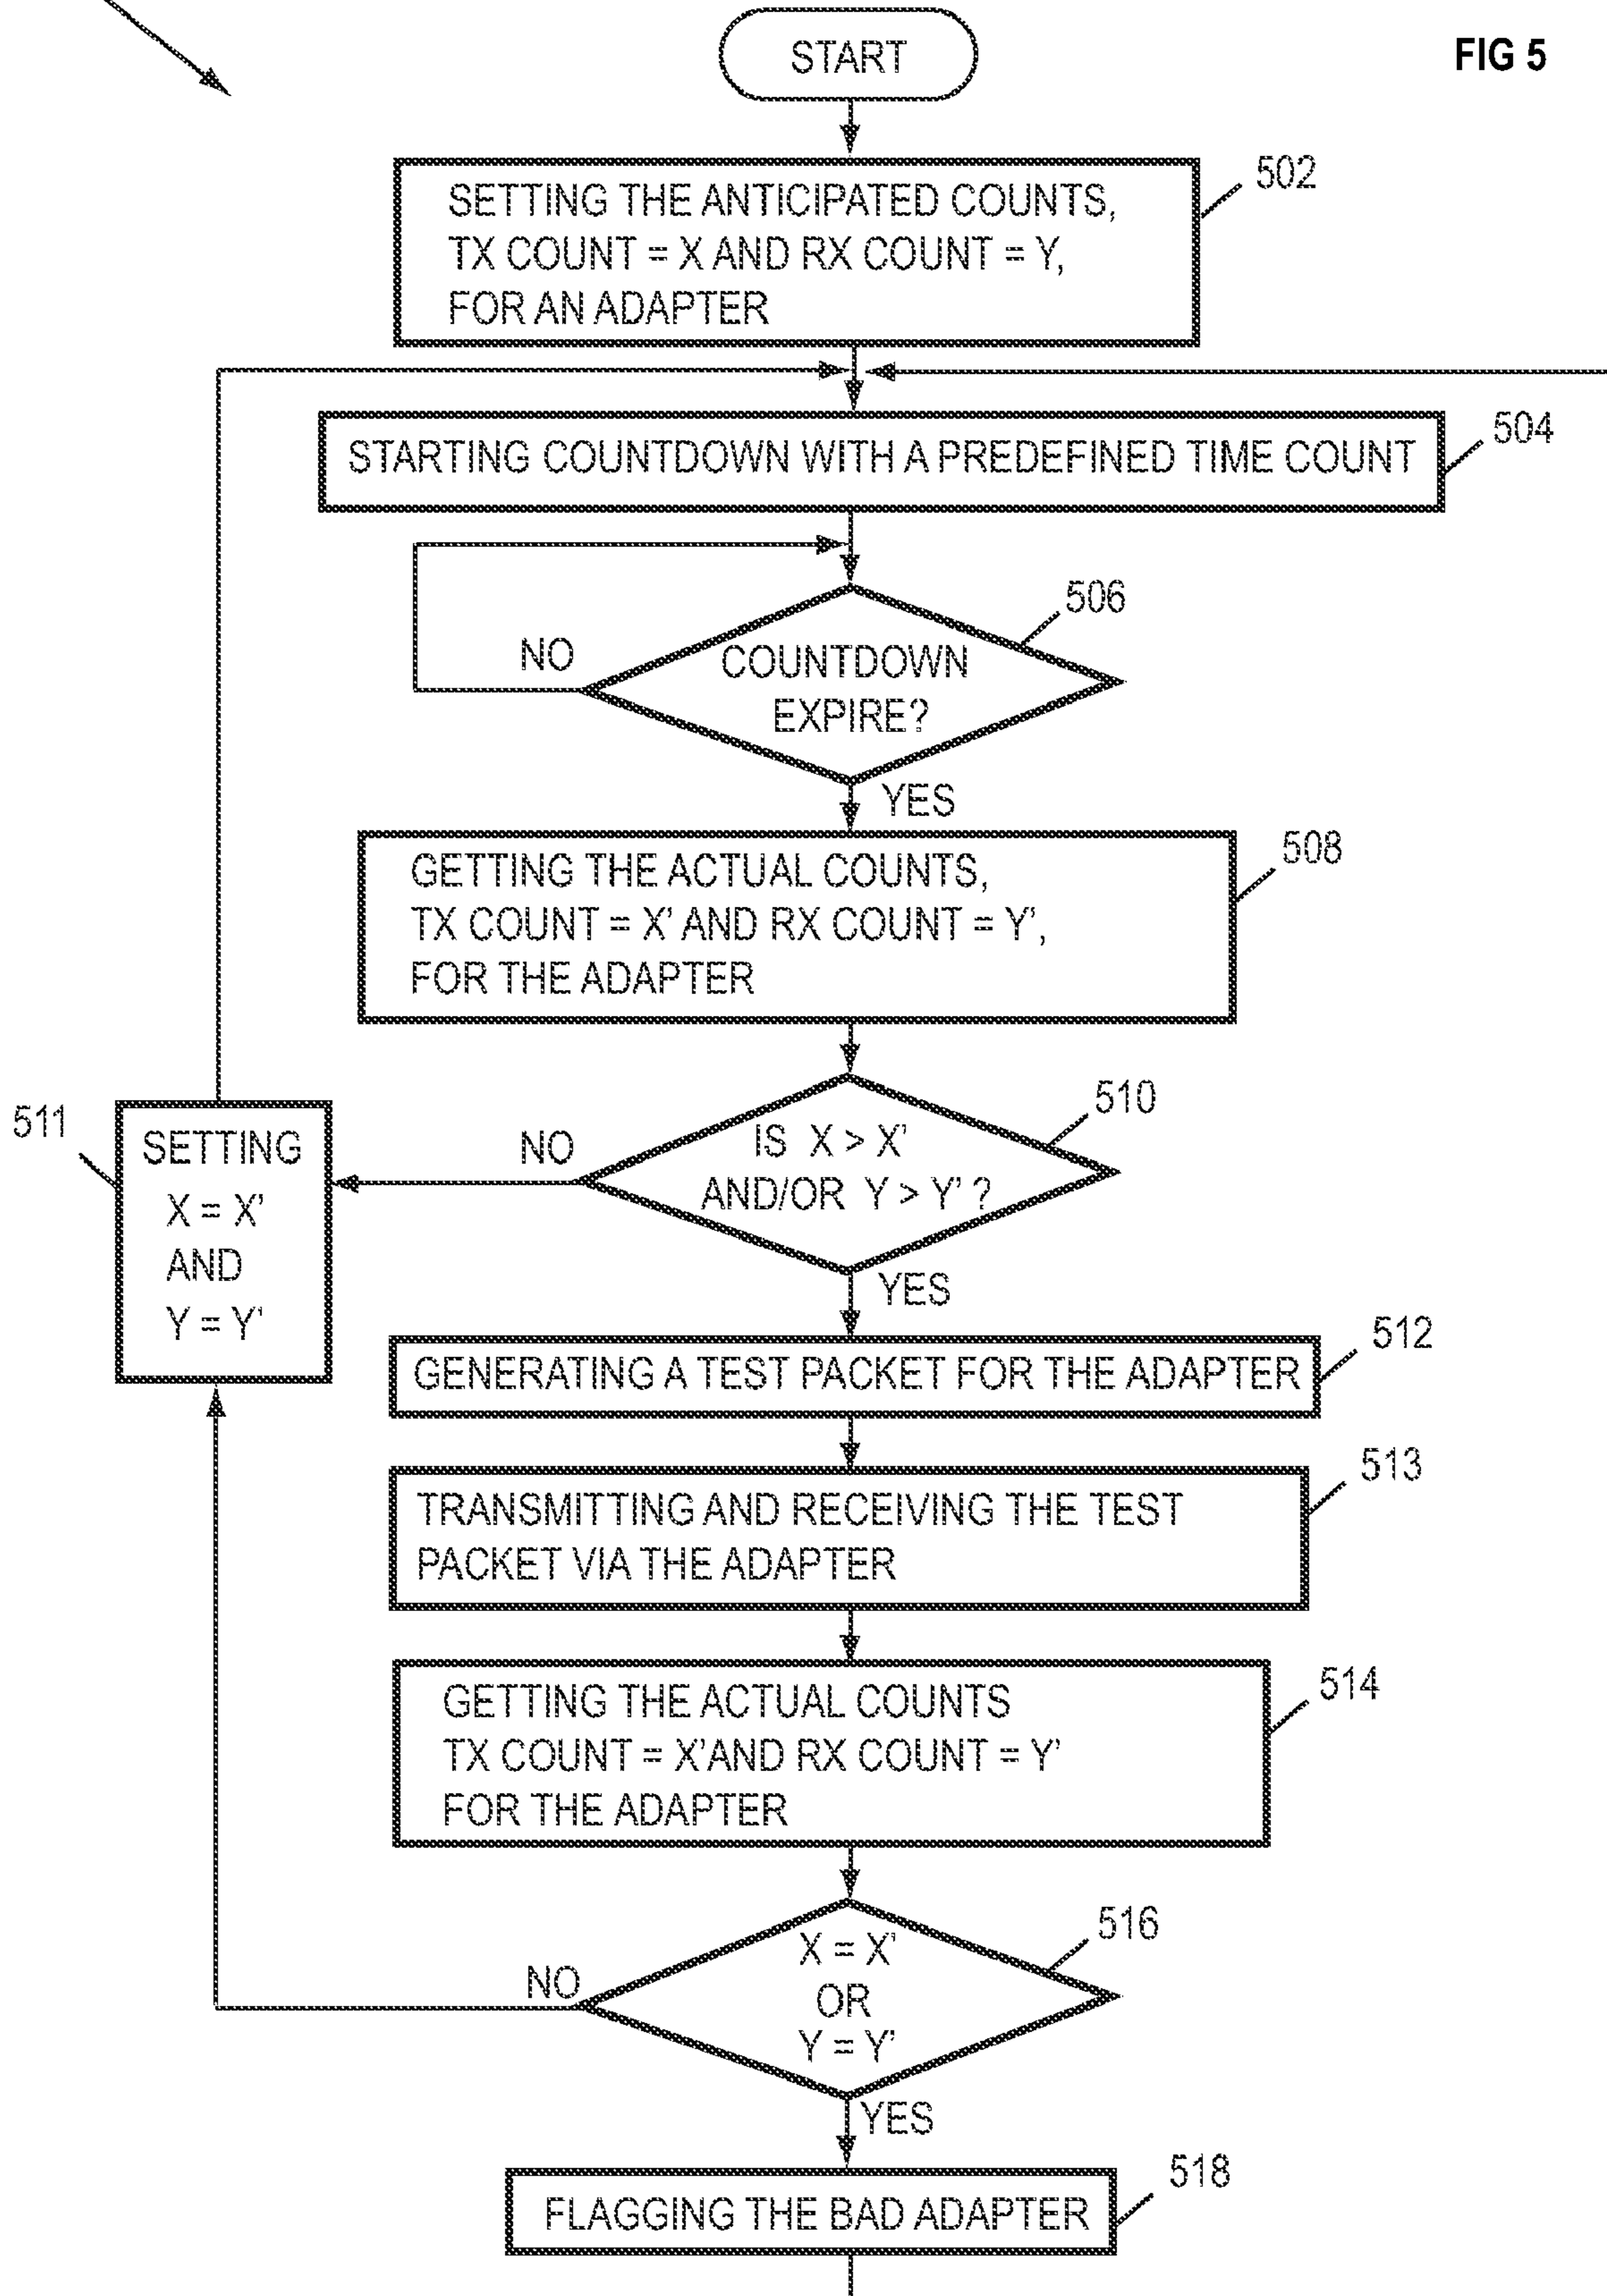 FIG 5
START
502
SETTING THE ANTICIPATED COUNTS,
TX COUNT = X AND RX COUNT = Y,
FOR AN ADAPTER
504
STARTING COUNTDOWN WITH A PREDEFINED TIME COUNT
506
NO
COUNTDOWN
EXPIRE?
YES
508
GETTING THE ACTUAL COUNTS,
TX COUNT = X' AND RX COUNT = Y',
FOR THE ADAPTER
510
511
SETTING
X = X'
AND
Y = Y'
NO
IS X > X'
AND/OR Y > Y' ?
YES
512
GENERATING A TEST PACKET FOR THE ADAPTER
513
TRANSMITTING AND RECEIVING THE TEST
PACKET VIA THE ADAPTER
514
GETTING THE ACTUAL COUNTS
TX COUNT = X'AND RX COUNT = Y'
FOR THE ADAPTER
516
NO
X = X'
OR
Y = Y'
YES
518
FLAGGING THE BAD ADAPTER